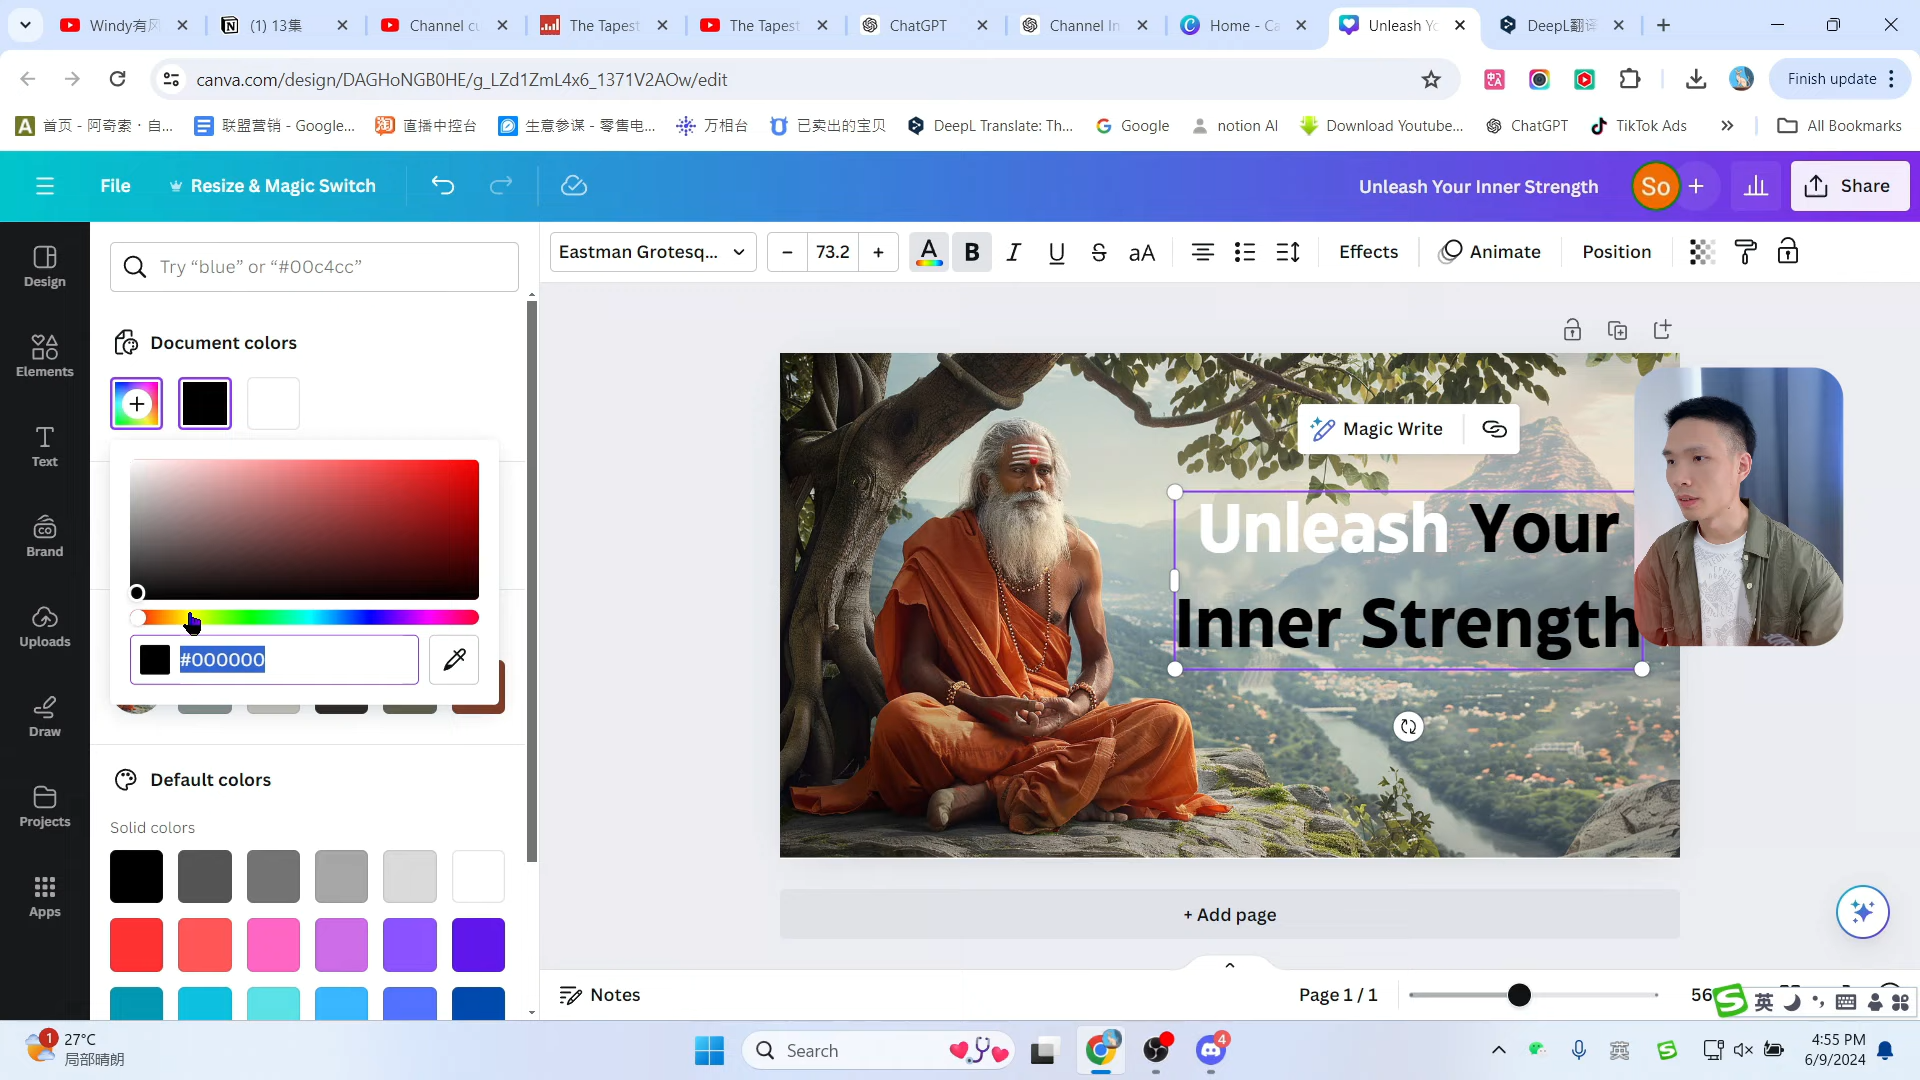 Windy有风
(1) 13集
Channel cu
The Tapest
The Tapest
ChatGPT
Channel In
Home - Ca
Unleash Yo
DeepL翻译
canva.com/design/DAGHoNGB0HE/g_LZd1ZmL4x6_1371V2AOw/edit
Finish update
首页 - 阿奇索 · 自...
联盟营销 - Google...
直播中控台
生意参谋 - 零售电...
万相台
已卖出的宝贝
DeepL Translate: Th...
Google
notion AI
Download Youtube...
ChatGPT
TikTok Ads
All Bookmarks
File
Resize & Magic Switch
Unleash Your Inner Strength
So
Share
Design
Elements
Text
Brand
Uploads
Draw
Projects
Apps
Try “blue” or “#00c4cc”
Document colors
#000000
Default colors
Solid colors
Eastman Grotesq...
73.2
A
B
I
U
S
aA
Effects
Animate
Position
Magic Write
Unleash Your
Inner Strength
+ Add page
Notes
Page 1 / 1
56
英
1
27°C
局部晴朗
Search
4
英
4:55 PM
6/9/2024